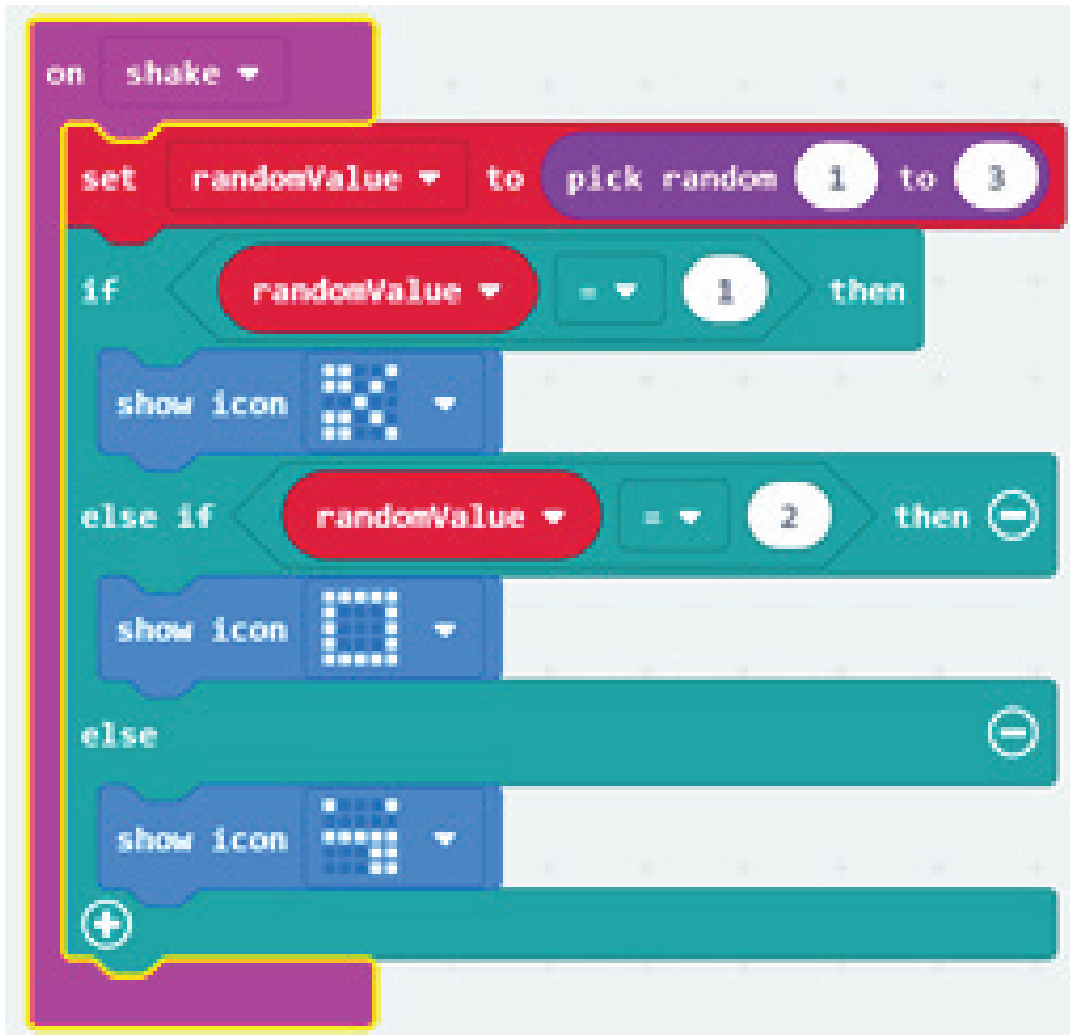 on shake
set randomValue to pick random 1 to 3
if randomValue = 1 then
show icon
else if randomValue = 2 then
show icon
else
show icon